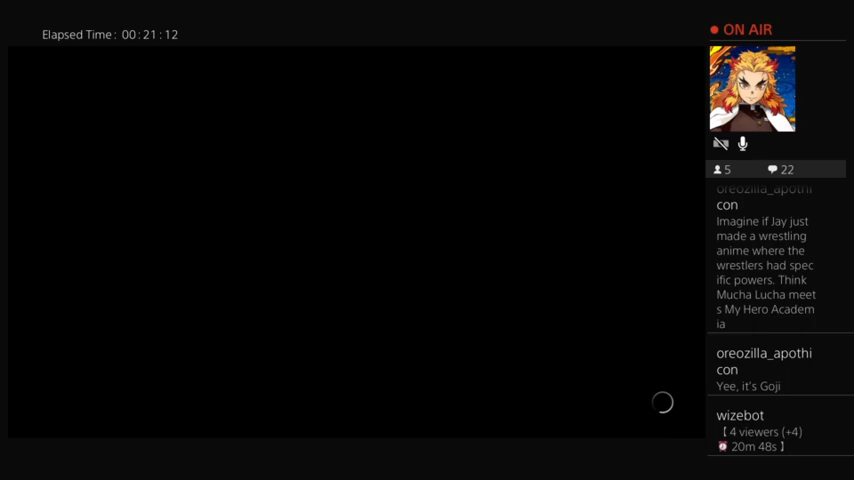 Elapsed Time: 00:21:12
ON AIR
5 22
oreozilla_apothi
con
Imagine if Jay just
made a wrestling
anime where the
wrestlers had spec
ific powers. Think
Mucha Lucha meet
s My Hero Academ
ia
oreozilla_apothi
con
Yee, it's Goji
wizebot
【 4 viewers (+4)
20m 48s 】